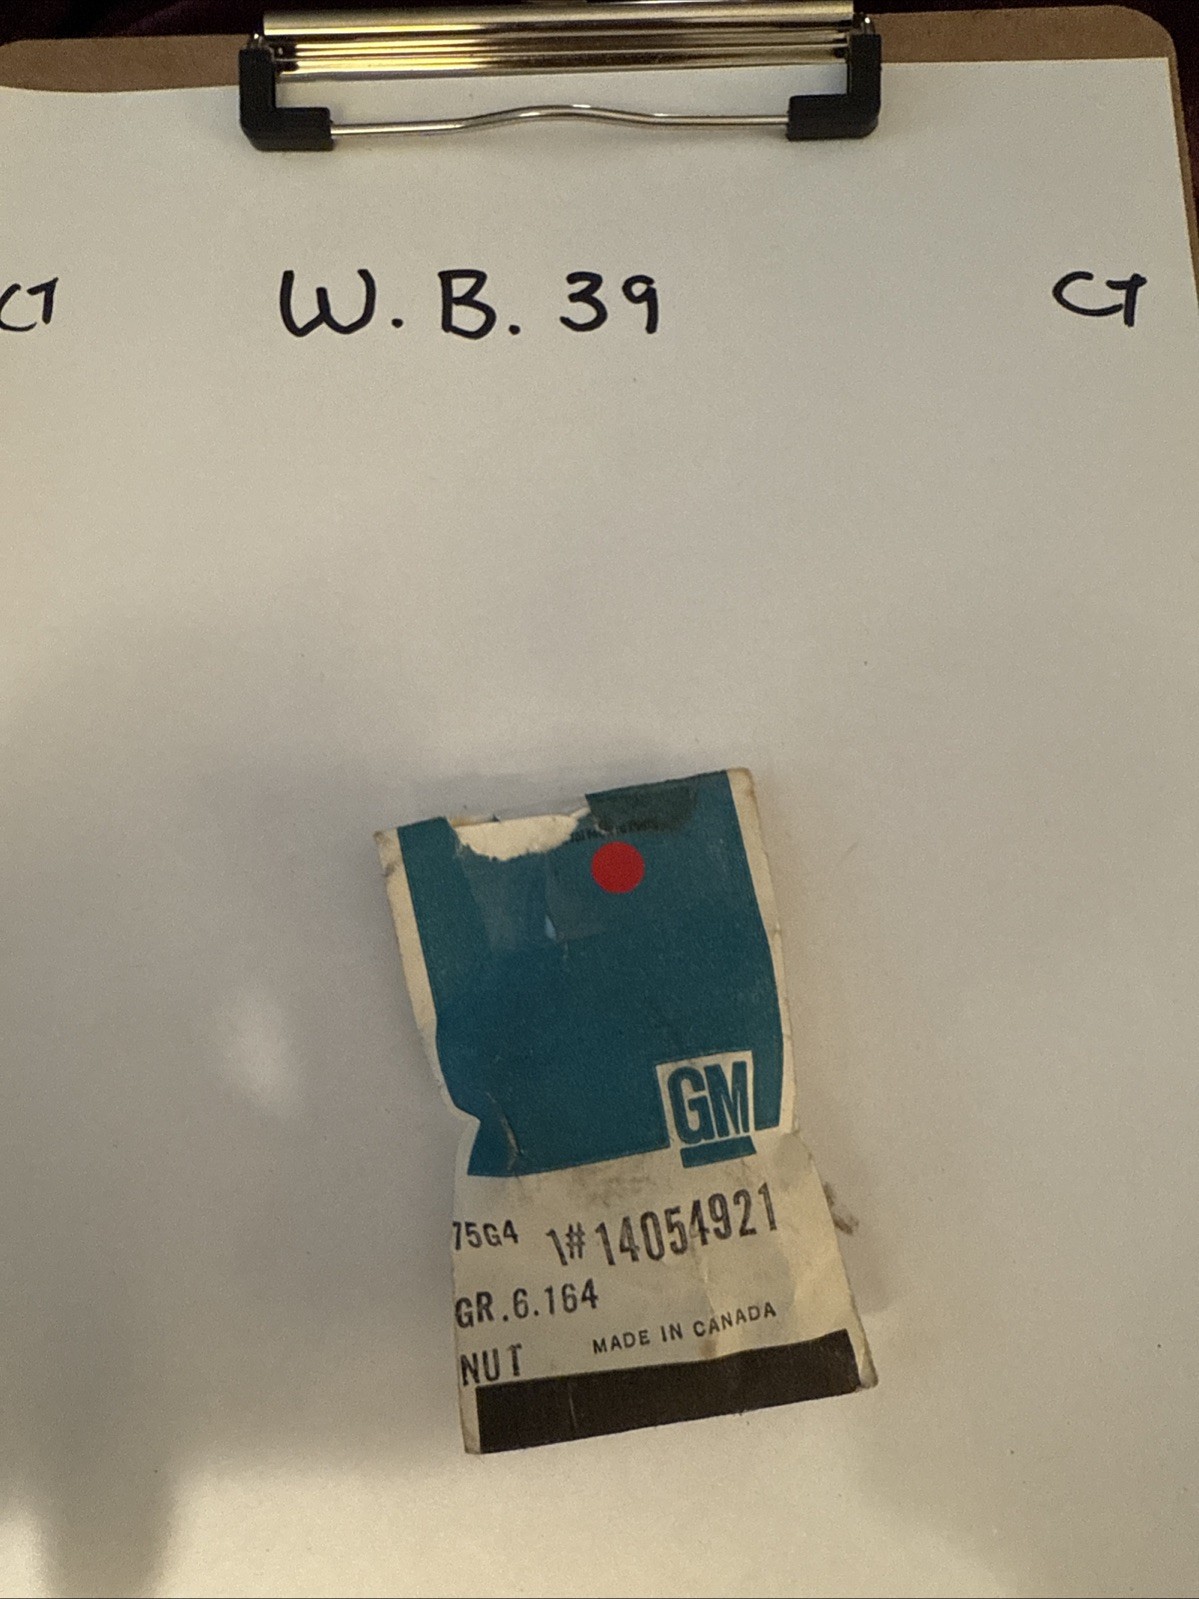 CT W. B. 39 CT
GM
75G4 1#14054921
GR.6.164
NUT MADE IN CANADA